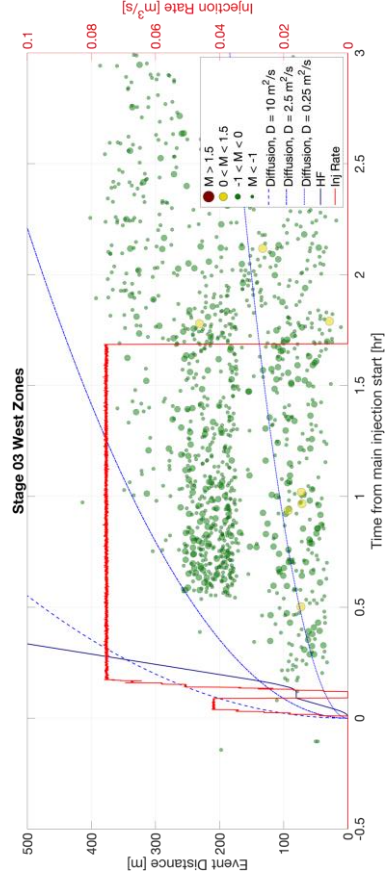 Stage 03 West Zones
Event Distance [m]
500
400
300
200
100
0
Injection Rate [m³/s]
0.1
0.08
0.06
0.04
0.02
0
-0.5
0
0.5
1
1.5
2
2.5
3
Time from main injection start [hr]
M > 1.5
0 < M < 1.5
-1 < M < 0
M < -1
Diffusion, D = 10 m²/s
Diffusion, D = 2.5 m²/s
Diffusion, D = 0.25 m²/s
HF
Inj Rate